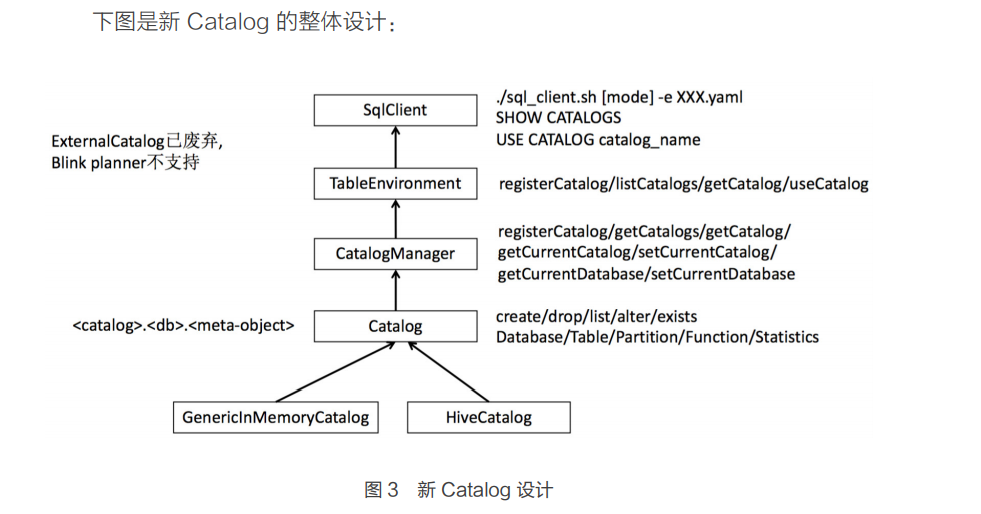 下图是新 Catalog 的整体设计：
SqlClient
./sql_client.sh [mode] -e XXX.yaml
SHOW CATALOGS
USE CATALOG catalog_name
ExternalCatalog已废弃,
Blink planner不支持
TableEnvironment
registerCatalog/listCatalogs/getCatalog/useCatalog
CatalogManager
registerCatalog/getCatalogs/getCatalog/
getCurrentCatalog/setCurrentCatalog/
getCurrentDatabase/setCurrentDatabase
<catalog>.<db>.<meta-object>
Catalog
create/drop/list/alter/exists
Database/Table/Partition/Function/Statistics
GenericInMemoryCatalog
HiveCatalog
图 3 新 Catalog 设计